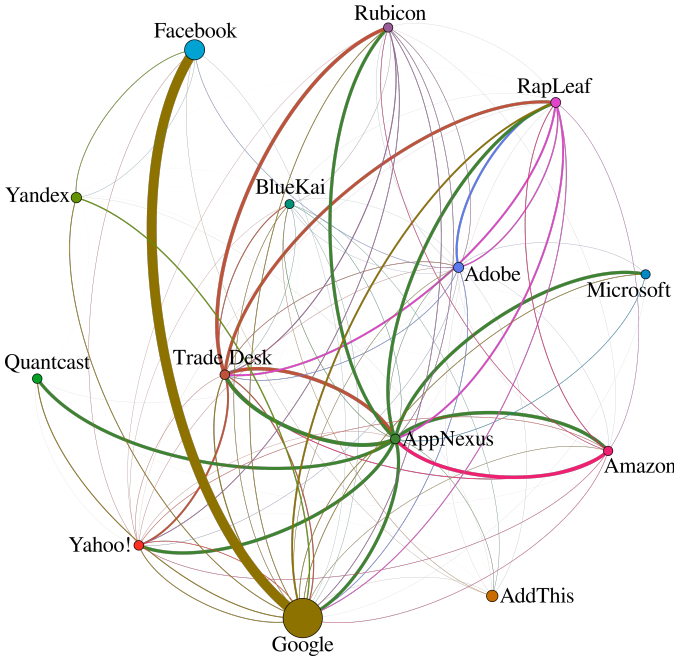 Rubicon
Facebook
RapLeaf
BlueKai
Yandex
Adobe
Microsoft
Trade Desk
Quantcast
AppNexus
Amazon
Yahoo!
AddThis
Google